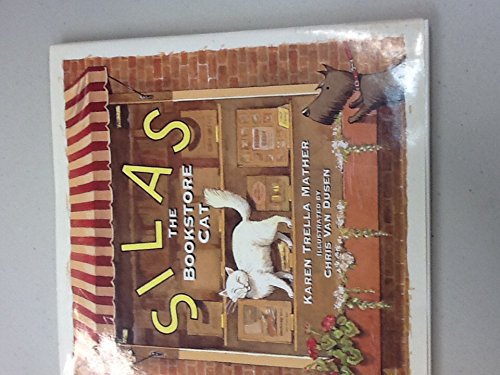 SILAS
THE
BOOKSTORE
CAT
KAREN TRELLA MATHER
ILLUSTRATED BY
CHRIS VAN DUSEN